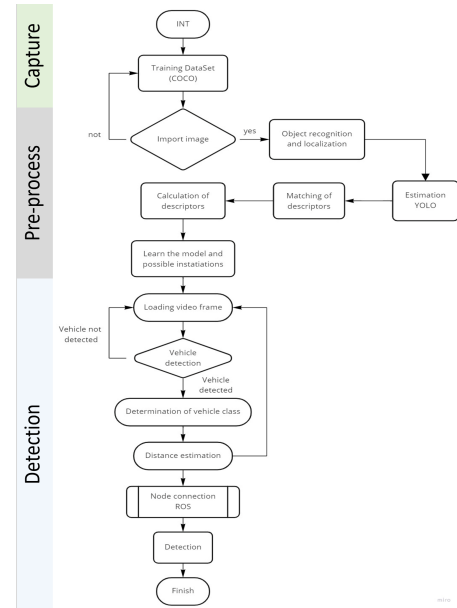 Capture
INT
Training DataSet
(COCO)
Pre-process
not
Import image
yes
Object recognition
and localization
Calculation of
descriptors
Matching of
descriptors
Estimation
YOLO
Learn the model and
possible instatiations
Detection
Loading video frame
Vehicle not
detected
Vehicle
detection
Vehicle
detected
Determination of vehicle class
Distance estimation
Node connection
ROS
Detection
Finish
miro